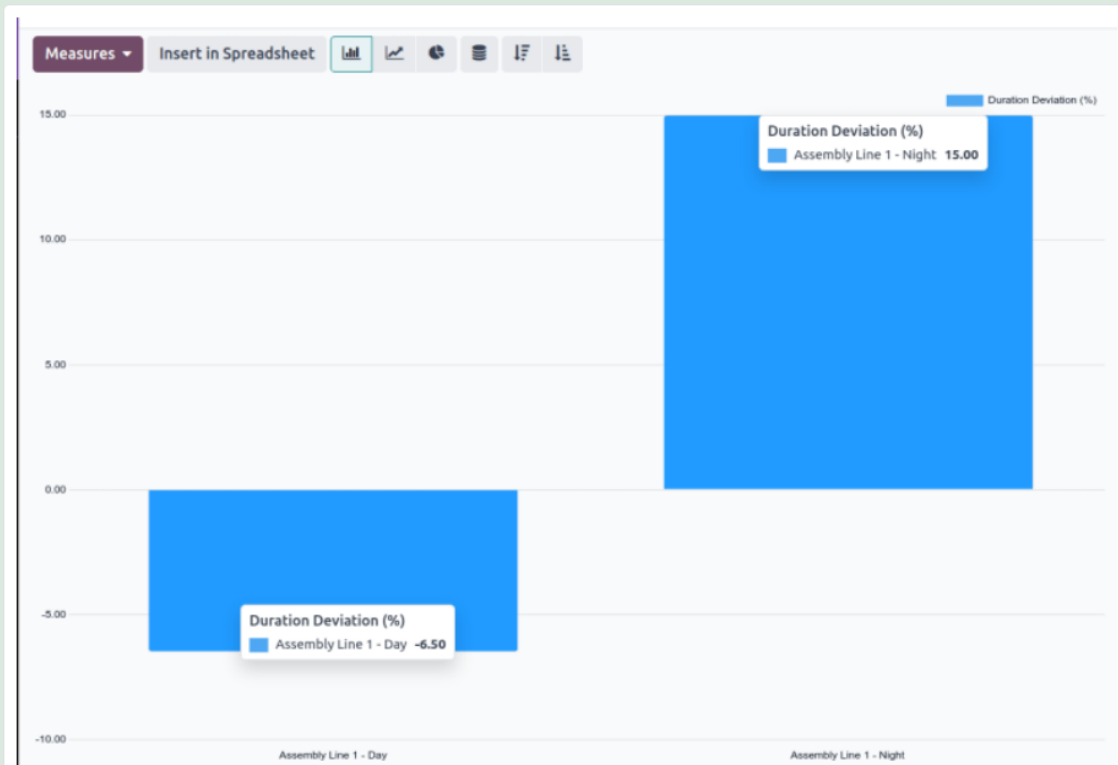 Measures Insert in Spreadsheet
Duration Deviation (%)
15.00
Duration Deviation (%)
Assembly Line 1 - Night 15.00
10.00
5.00
0.00
-5.00
Duration Deviation (%)
Assembly Line 1 - Day -6.50
-10.00
Assembly Line 1 - Day Assembly Line 1 - Night